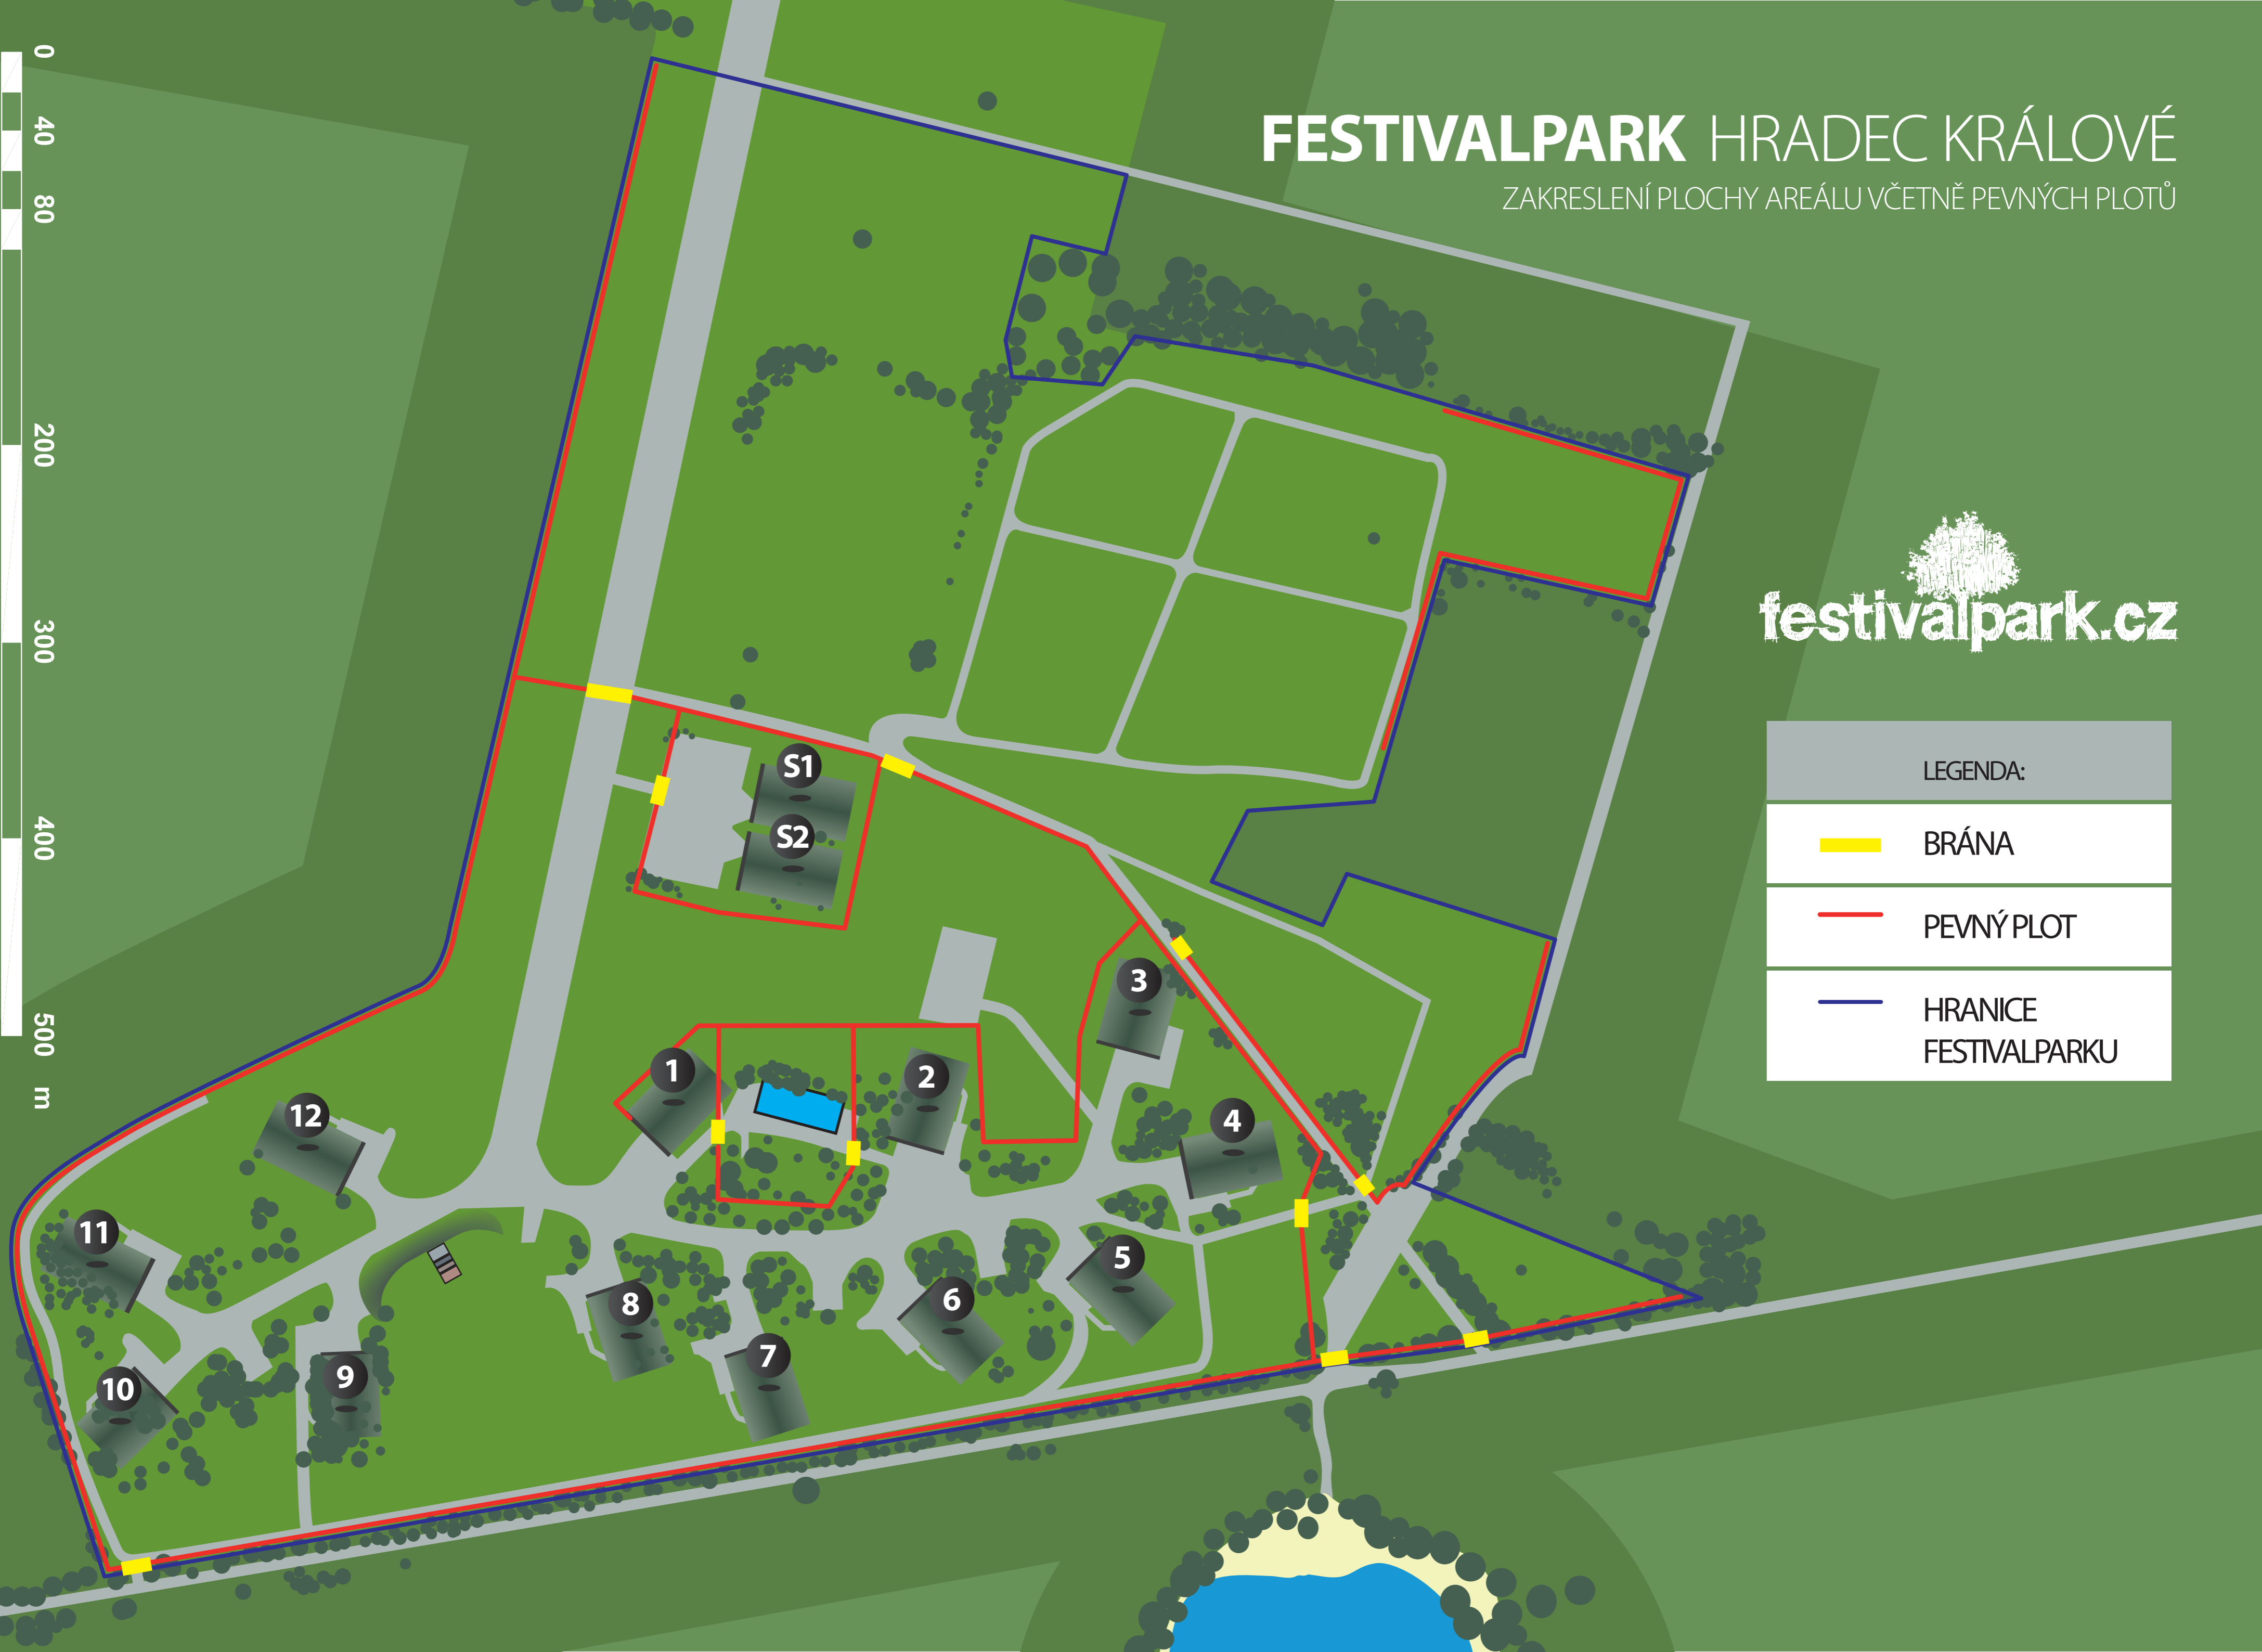 FESTIVALPARK HRADEC KRÁLOVÉ
ZAKRESLENÍ PLOCHY AREÁLU VČETNĚ PEVNÝCH PLOTŮ
festivalpark.cz
LEGENDA:
BRÁNA
PEVNÝ PLOT
HRANICE
FESTIVALPARKU
0
40
80
200
300
400
500 m
S1
S2
1
2
3
4
5
6
7
8
9
10
11
12